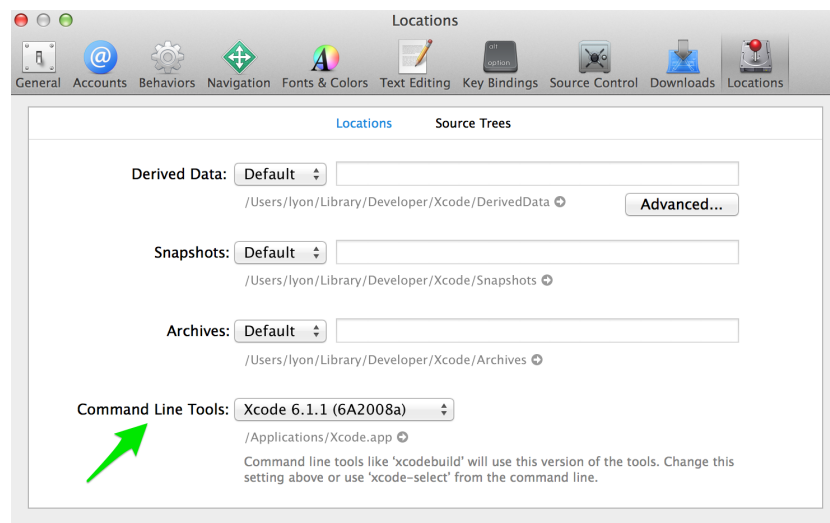 Locations
alt
option
General Accounts Behaviors Navigation Fonts & Colors Text Editing Key Bindings Source Control Downloads Locations
Locations Source Trees
Derived Data: Default
/Users/lyon/Library/Developer/Xcode/DerivedData
Advanced...
Snapshots: Default
/Users/lyon/Library/Developer/Xcode/Snapshots
Archives: Default
/Users/lyon/Library/Developer/Xcode/Archives
Command Line Tools: Xcode 6.1.1 (6A2008a)
/Applications/Xcode.app
Command line tools like ‘xcodebuild’ will use this version of the tools. Change this
setting above or use ‘xcode-select’ from the command line.